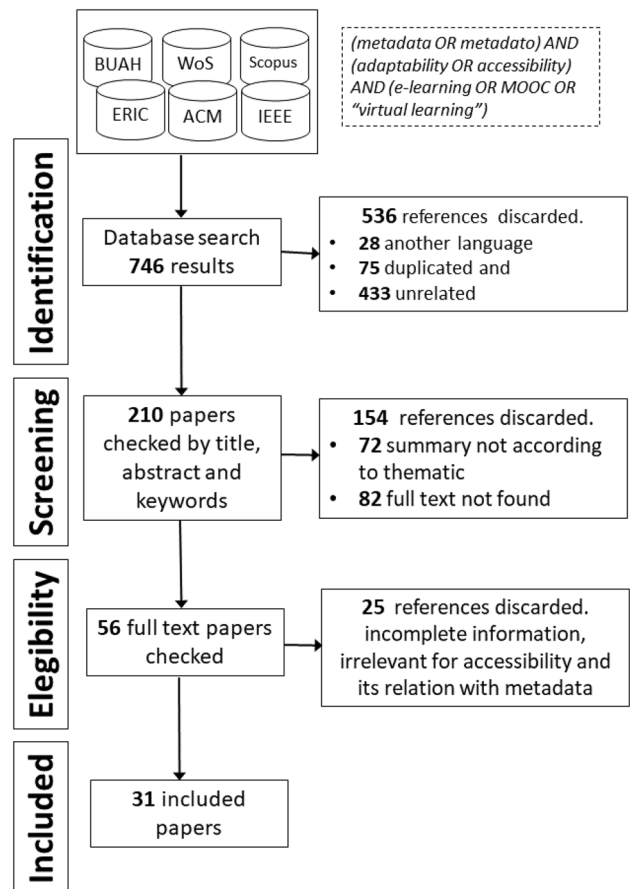 BUAH
WoS
Scopus
ERIC
ACM
IEEE
(metadata OR metadato) AND
(adaptability OR accessibility)
AND (e-learning OR MOOC OR
“virtual learning”)
Identification
Database search
746 results
536 references discarded.
• 28 another language
• 75 duplicated and
• 433 unrelated
Screening
210 papers
checked by title,
abstract and
keywords
154 references discarded.
• 72 summary not according
to thematic
• 82 full text not found
Elegibility
56 full text papers
checked
25 references discarded.
incomplete information,
irrelevant for accessibility and
its relation with metadata
Included
31 included
papers